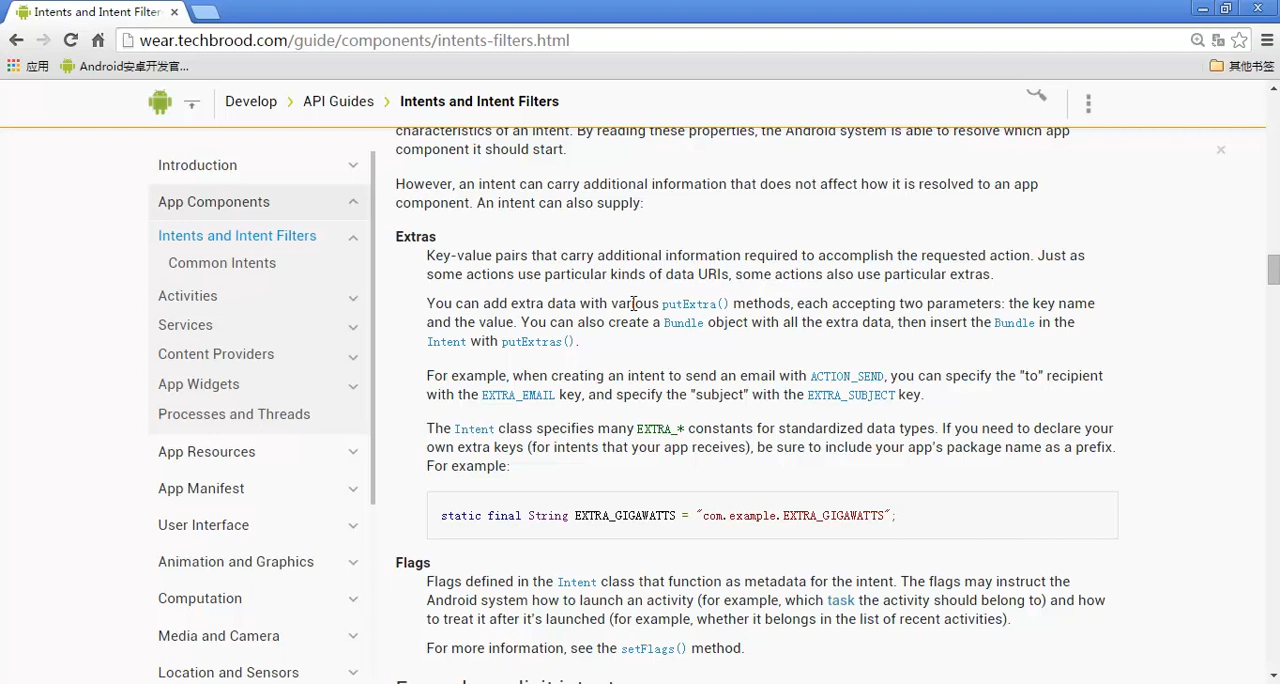 Intents and Intent Filter
wear.techbrood.com/guide/components/intents-filters.html
应用
Android安卓开发官...
其他书签
Develop
API Guides
Intents and Intent Filters
Introduction
App Components
Intents and Intent Filters
Common Intents
Activities
Services
Content Providers
App Widgets
Processes and Threads
App Resources
App Manifest
User Interface
Animation and Graphics
Computation
Media and Camera
Location and Sensors
characteristics of an intent. By reading these properties, the Android system is able to resolve which app
component it should start.
However, an intent can carry additional information that does not affect how it is resolved to an app
component. An intent can also supply:
Extras
Key-value pairs that carry additional information required to accomplish the requested action. Just as
some actions use particular kinds of data URIs, some actions also use particular extras.
You can add extra data with various putExtra() methods, each accepting two parameters: the key name
and the value. You can also create a Bundle object with all the extra data, then insert the Bundle in the
Intent with putExtras().
For example, when creating an intent to send an email with ACTION_SEND, you can specify the "to" recipient
with the EXTRA_EMAIL key, and specify the "subject" with the EXTRA_SUBJECT key.
The Intent class specifies many EXTRA_* constants for standardized data types. If you need to declare your
own extra keys (for intents that your app receives), be sure to include your app's package name as a prefix.
For example:
static final String EXTRA_GIGAWATTS = "com.example.EXTRA_GIGAWATTS";
Flags
Flags defined in the Intent class that function as metadata for the intent. The flags may instruct the
Android system how to launch an activity (for example, which task the activity should belong to) and how
to treat it after it's launched (for example, whether it belongs in the list of recent activities).
For more information, see the setFlags() method.